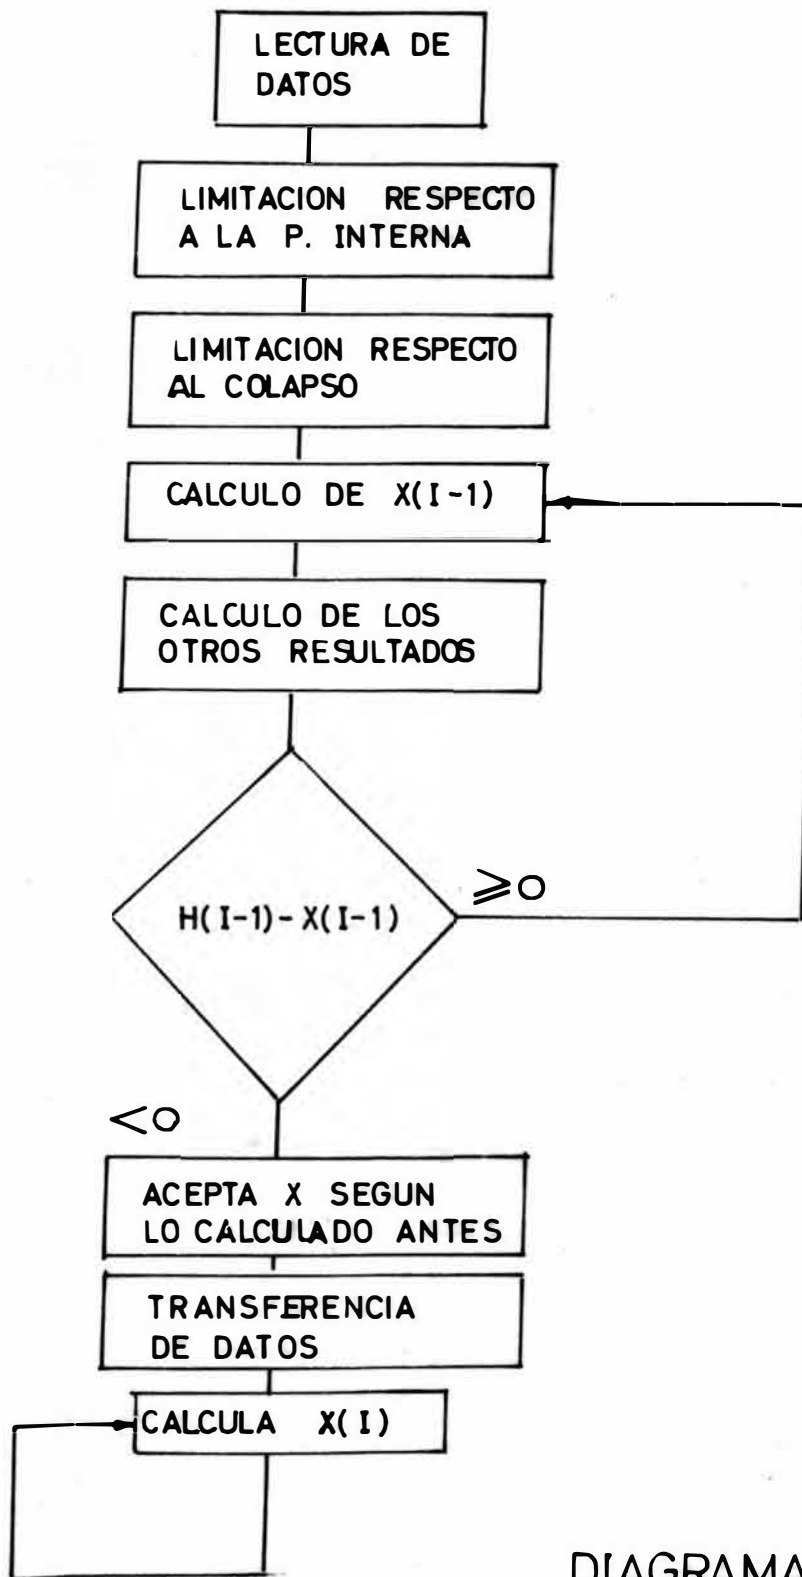 LECTURA DE
DATOS
LIMITACION RESPECTO
A LA P. INTERNA
LIMITACION RESPECTO
AL COLAPSO
CALCULO DE X(I-1)
CALCULO DE LOS
OTROS RESULTADOS
≥0
H(I-1)-X(I-1)
<0
ACEPTA X SEGUN
LO CALCULADO ANTES
TRANSFERENCIA
DE DATOS
CALCULA X(I)
DIAGRAMA